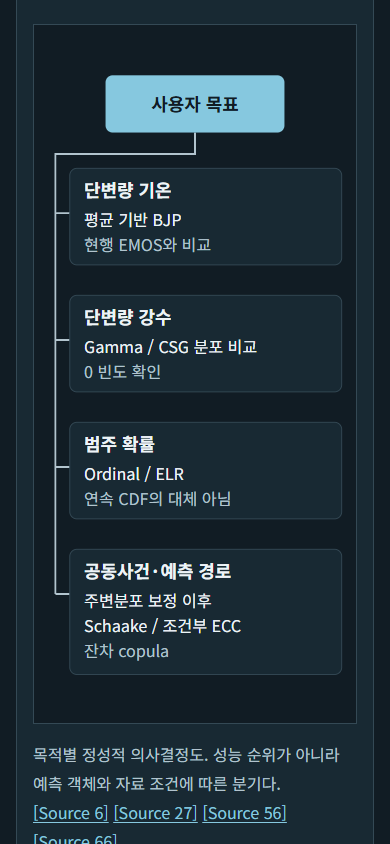 사용자 목표
단변량 기온
평균 기반 BJP
현행 EMOS와 비교
단변량 강수
Gamma / CSG 분포 비교
0 빈도 확인
범주 확률
Ordinal / ELR
연속 CDF의 대체 아님
공동사건·예측 경로
주변분포 보정 이후
Schaake / 조건부 ECC
잔차 copula
목적별 정성적 의사결정도. 성능 순위가 아니라
예측 객체와 자료 조건에 따른 분기다.
[Source 6] [Source 27] [Source 56]
[Source 66]